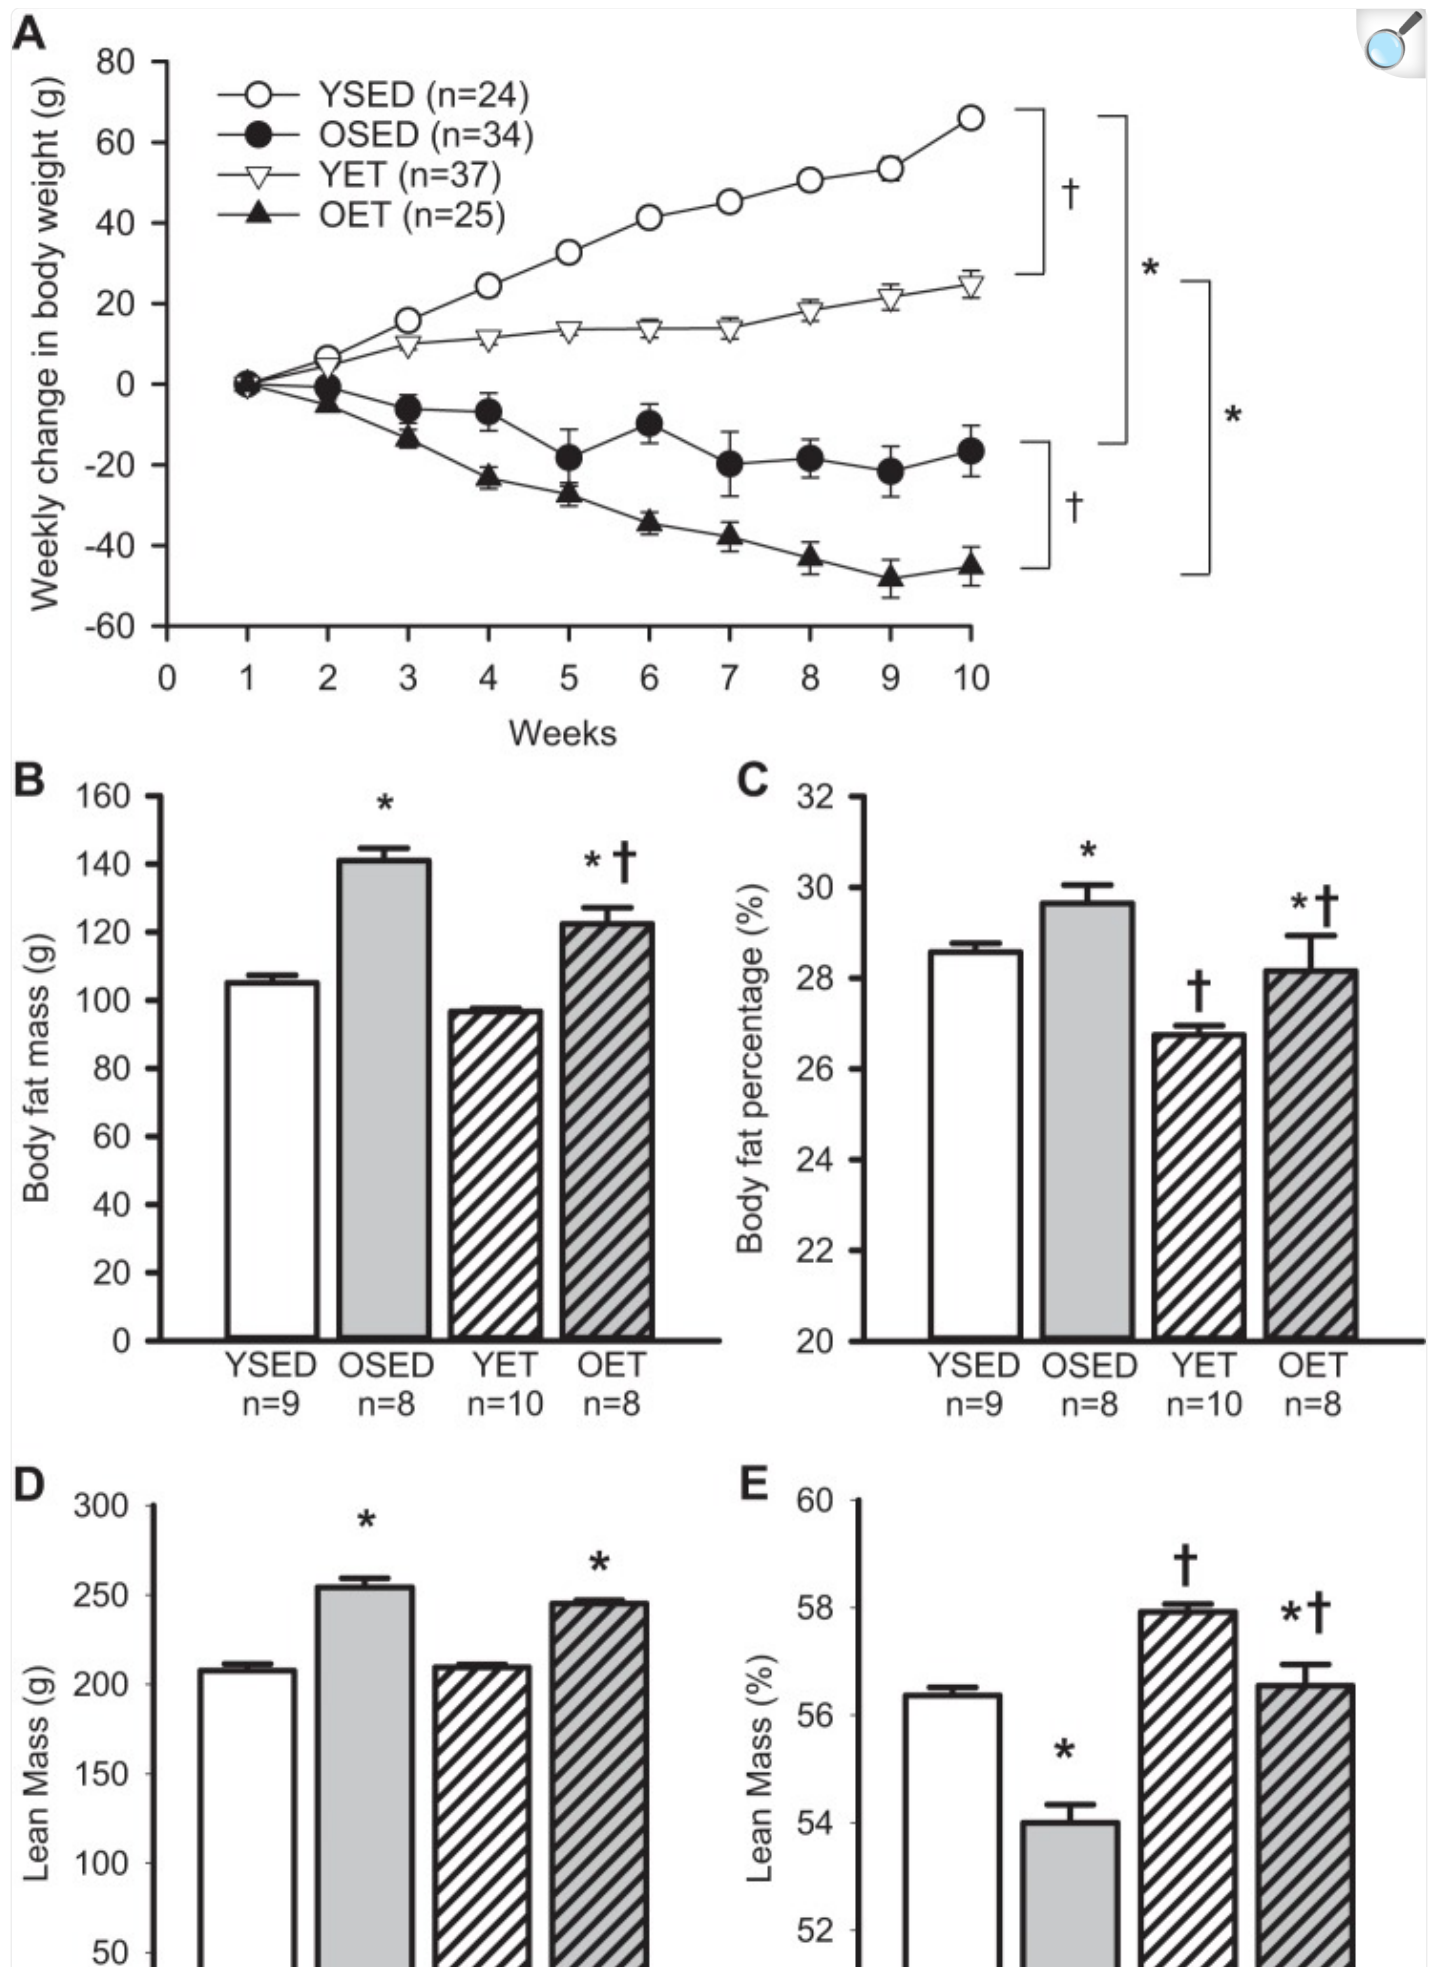 A
Weekly change in body weight (g)
80
60
40
20
0
-20
-40
-60
YSED (n=24)
OSED (n=34)
YET (n=37)
OET (n=25)
†
*
*
†
0 1 2 3 4 5 6 7 8 9 10
Weeks
B
Body fat mass (g)
160
140
120
100
80
60
40
20
0
*
*†
YSED OSED YET OET
n=9 n=8 n=10 n=8
C
Body fat percentage (%)
32
30
28
26
24
22
20
*
†
*†
YSED OSED YET OET
n=9 n=8 n=10 n=8
D
Lean Mass (g)
300
250
200
150
100
50
*
*
E
Lean Mass (%)
60
58
56
54
52
*
†
*†